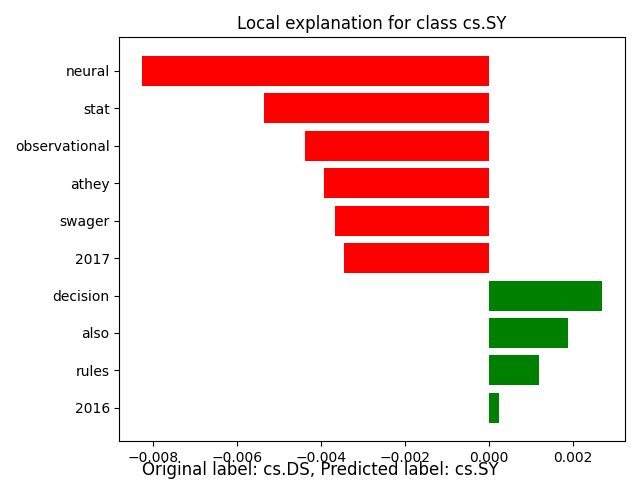 Local explanation for class cs.SY
neural
stat
observational
athey
swager
2017
decision
also
rules
2016
−0.008 −0.006 −0.004 −0.002 0.000 0.002
Original label: cs.DS, Predicted label: cs.SY